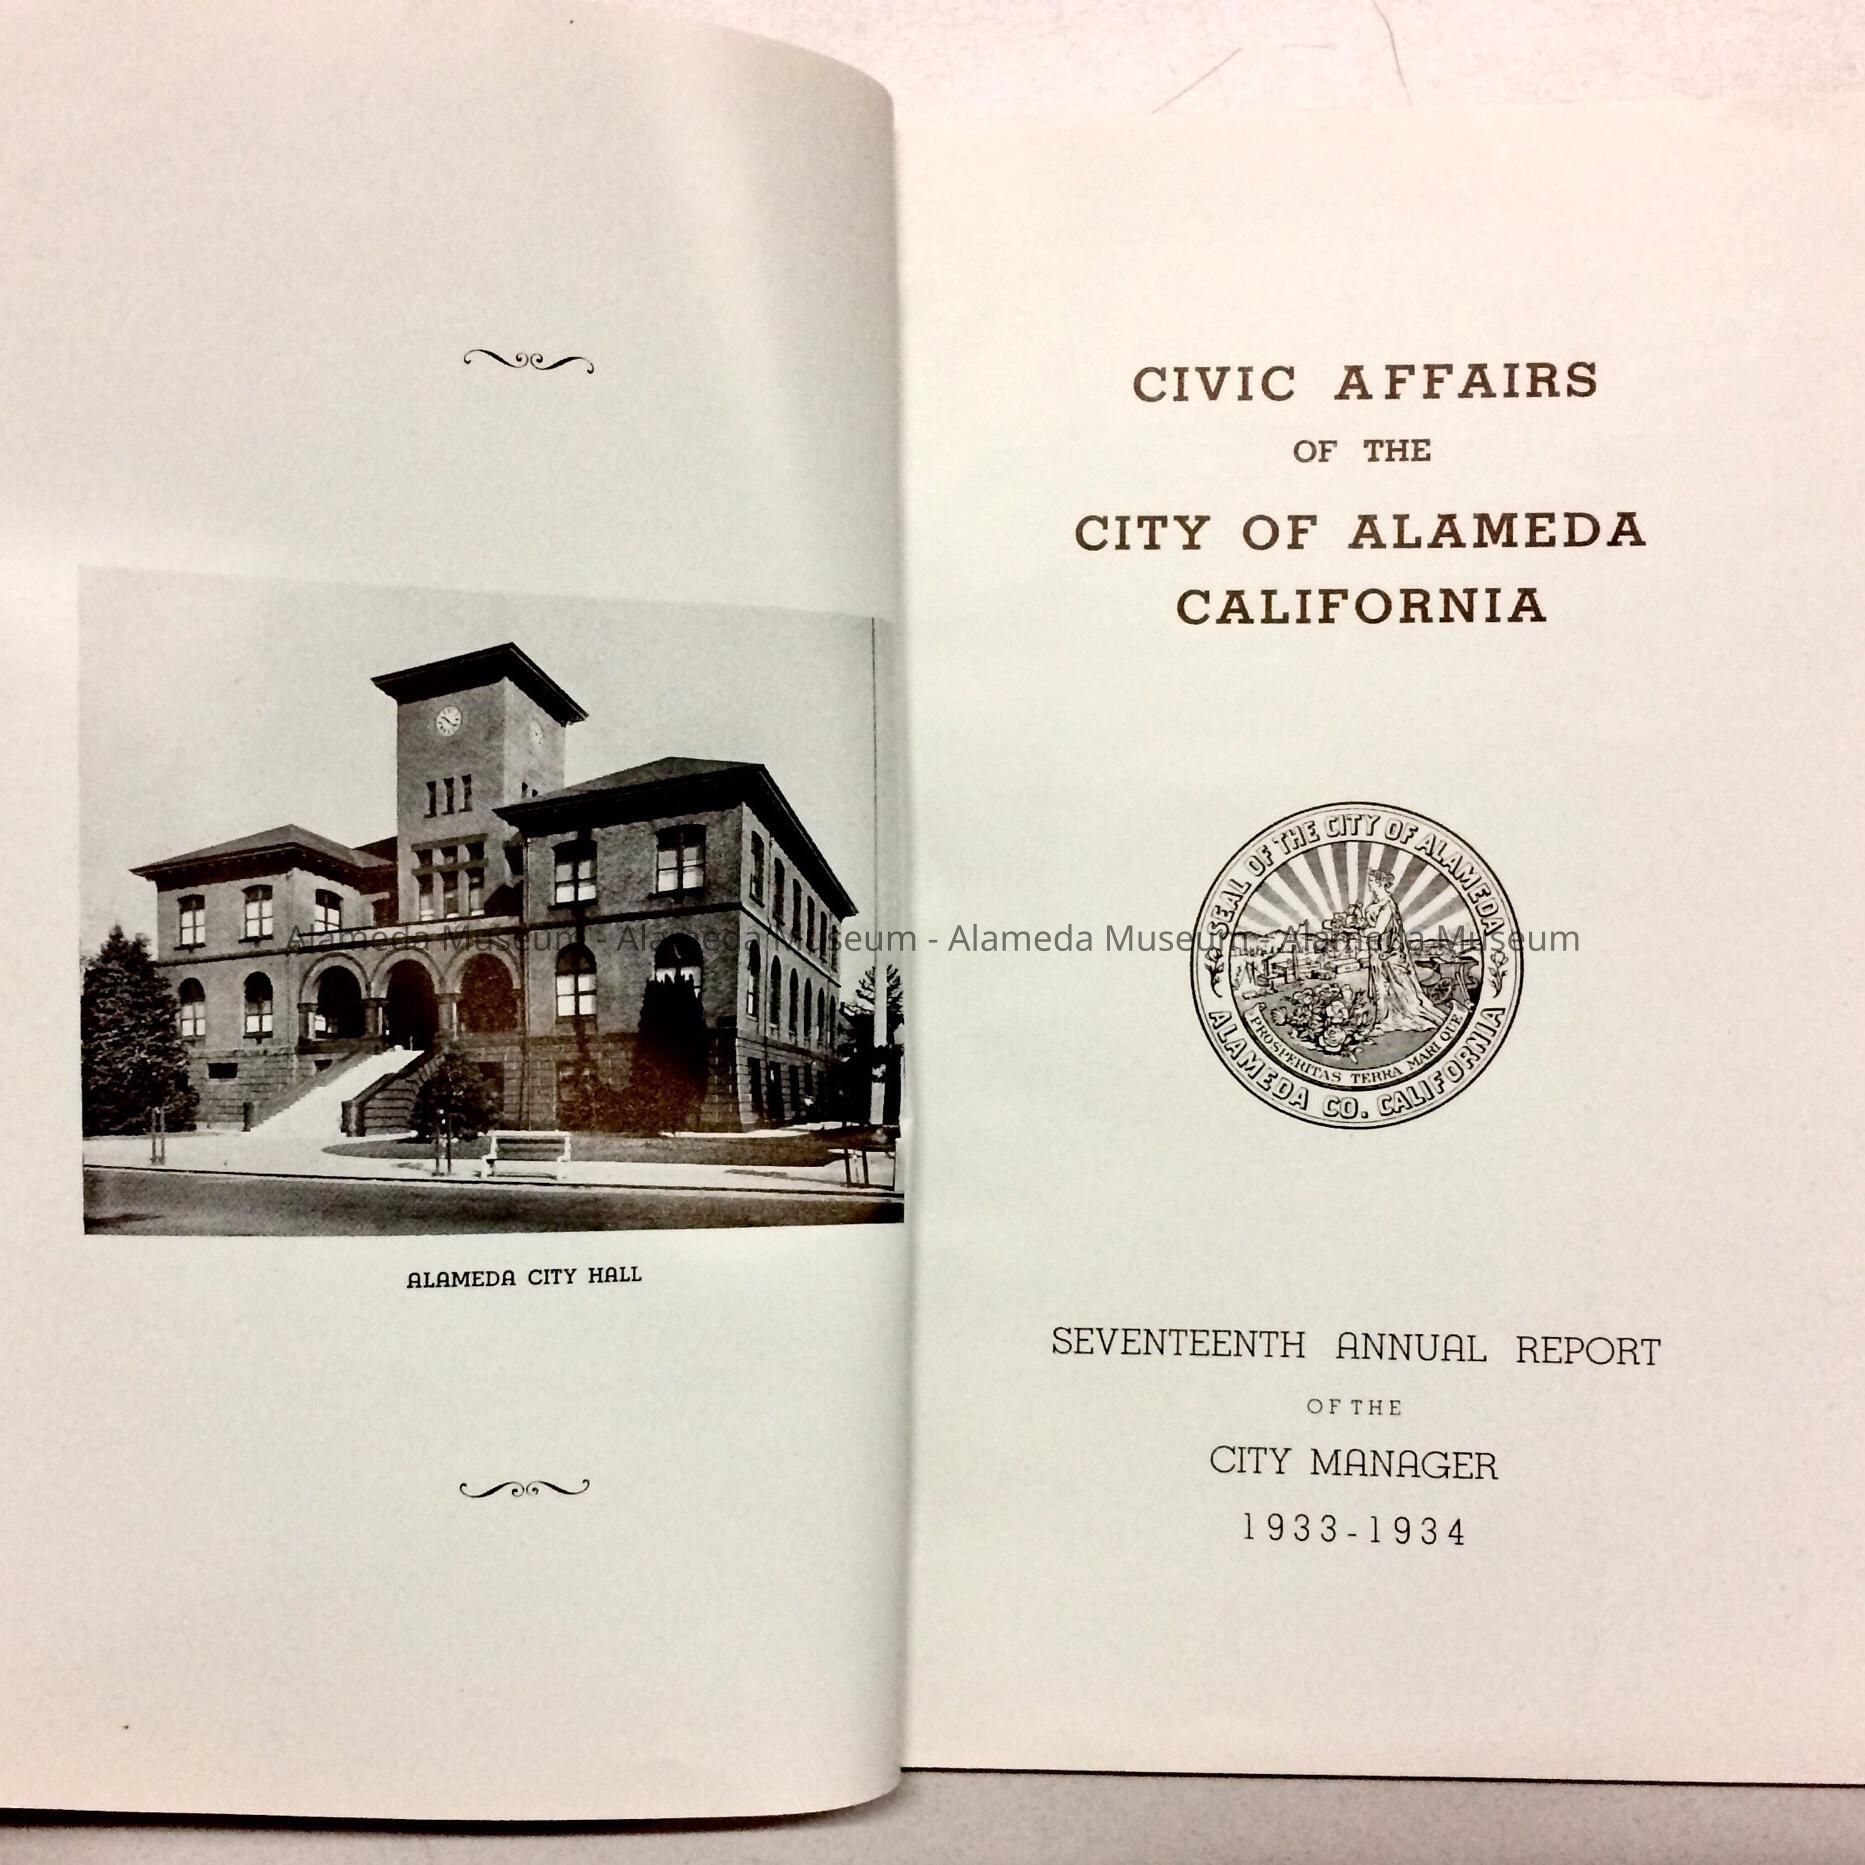 ALAMEDA CITY HALL
CIVIC AFFAIRS
OF THE
CITY OF ALAMEDA
CALIFORNIA
SEAL OF THE CITY OF ALAMEDA
PROSPERITAS TERRA MARI QUE
ALAMEDA CO. CALIFORNIA
SEVENTEENTH ANNUAL REPORT
OF THE
CITY MANAGER
1933-1934
Alameda Museum - Alameda Museum - Alameda Museum - Alameda Museum